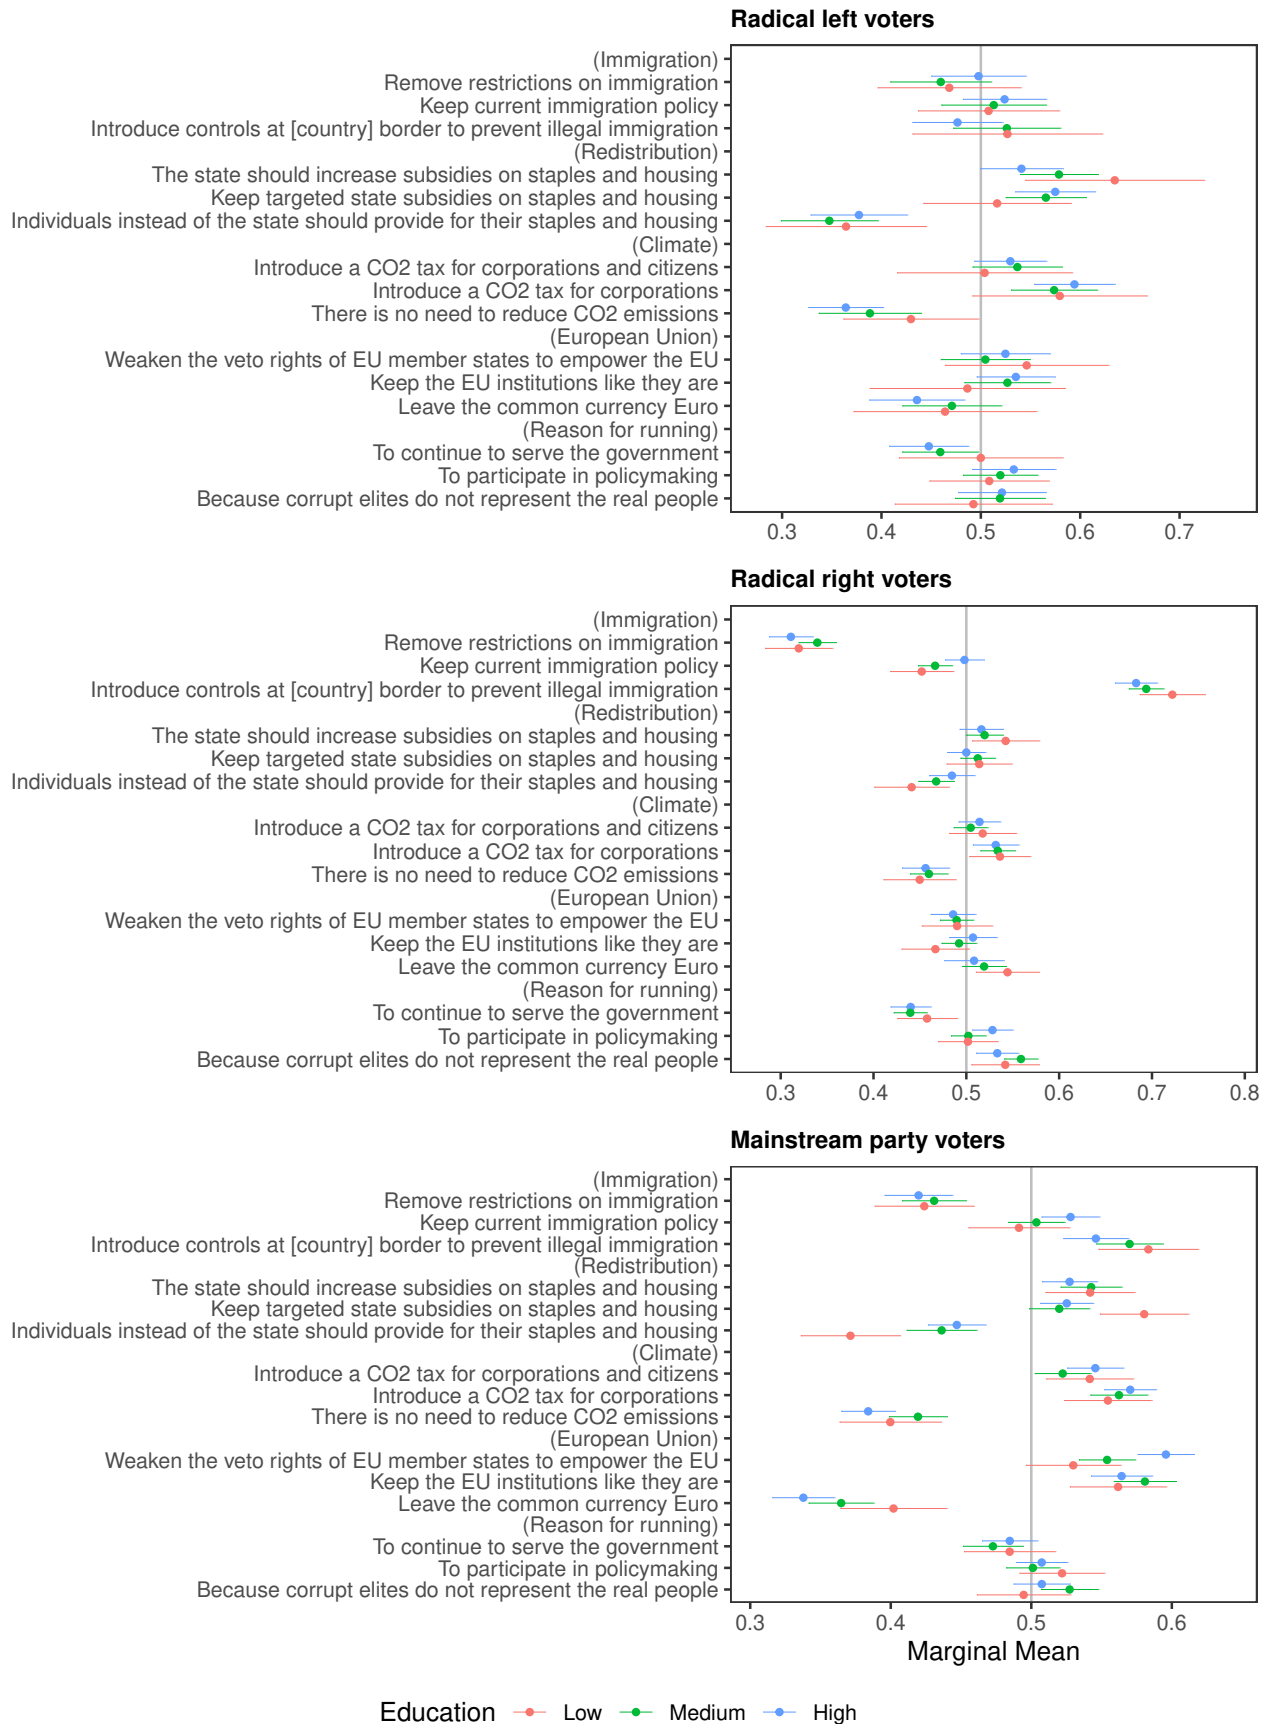 Radical left voters
(Immigration)
Remove restrictions on immigration
Keep current immigration policy
Introduce controls at [country] border to prevent illegal immigration
(Redistribution)
The state should increase subsidies on staples and housing
Keep targeted state subsidies on staples and housing
Individuals instead of the state should provide for their staples and housing
(Climate)
Introduce a CO2 tax for corporations and citizens
Introduce a CO2 tax for corporations
There is no need to reduce CO2 emissions
(European Union)
Weaken the veto rights of EU member states to empower the EU
Keep the EU institutions like they are
Leave the common currency Euro
(Reason for running)
To continue to serve the government
To participate in policymaking
Because corrupt elites do not represent the real people
0.3 0.4 0.5 0.6 0.7
Radical right voters
(Immigration)
Remove restrictions on immigration
Keep current immigration policy
Introduce controls at [country] border to prevent illegal immigration
(Redistribution)
The state should increase subsidies on staples and housing
Keep targeted state subsidies on staples and housing
Individuals instead of the state should provide for their staples and housing
(Climate)
Introduce a CO2 tax for corporations and citizens
Introduce a CO2 tax for corporations
There is no need to reduce CO2 emissions
(European Union)
Weaken the veto rights of EU member states to empower the EU
Keep the EU institutions like they are
Leave the common currency Euro
(Reason for running)
To continue to serve the government
To participate in policymaking
Because corrupt elites do not represent the real people
0.3 0.4 0.5 0.6 0.7 0.8
Mainstream party voters
(Immigration)
Remove restrictions on immigration
Keep current immigration policy
Introduce controls at [country] border to prevent illegal immigration
(Redistribution)
The state should increase subsidies on staples and housing
Keep targeted state subsidies on staples and housing
Individuals instead of the state should provide for their staples and housing
(Climate)
Introduce a CO2 tax for corporations and citizens
Introduce a CO2 tax for corporations
There is no need to reduce CO2 emissions
(European Union)
Weaken the veto rights of EU member states to empower the EU
Keep the EU institutions like they are
Leave the common currency Euro
(Reason for running)
To continue to serve the government
To participate in policymaking
Because corrupt elites do not represent the real people
0.3 0.4 0.5 0.6
Marginal Mean
Education Low Medium High